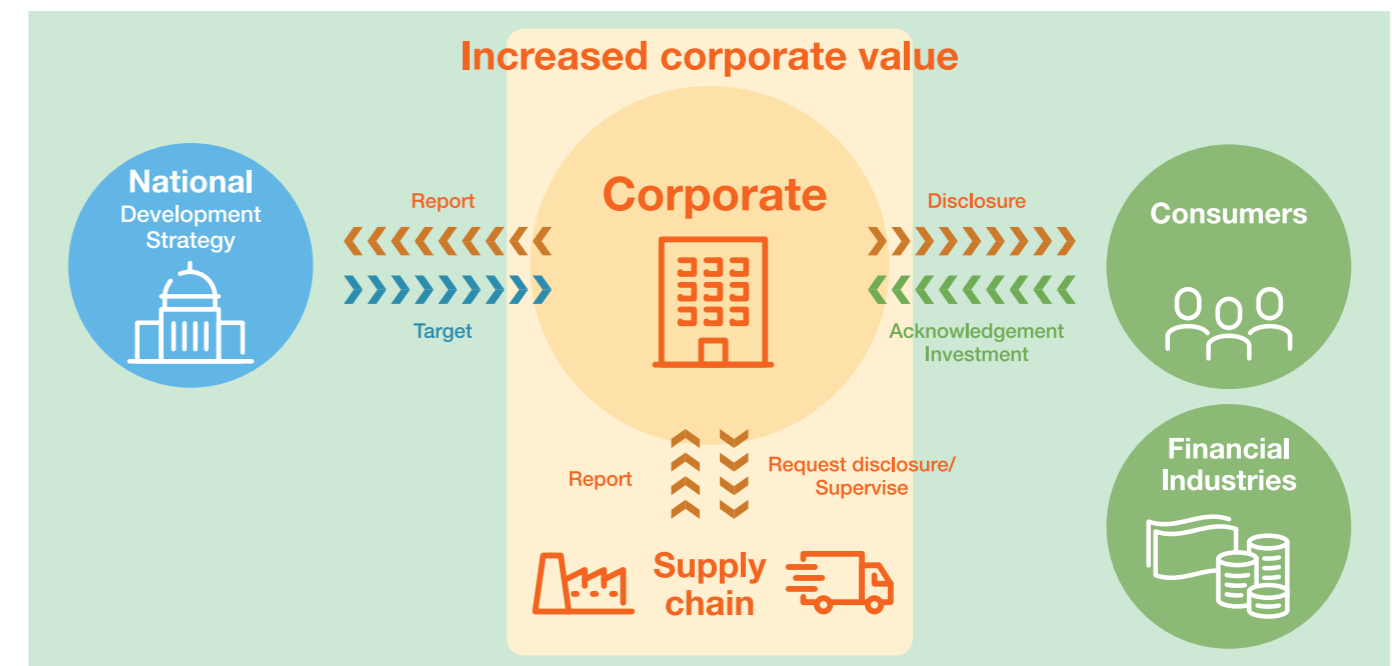 Increased corporate value
National
Development
Strategy
Report
Target
Corporate
Disclosure
Acknowledgement
Investment
Consumers
Report
Request disclosure/
Supervise
Supply
chain
Financial
Industries